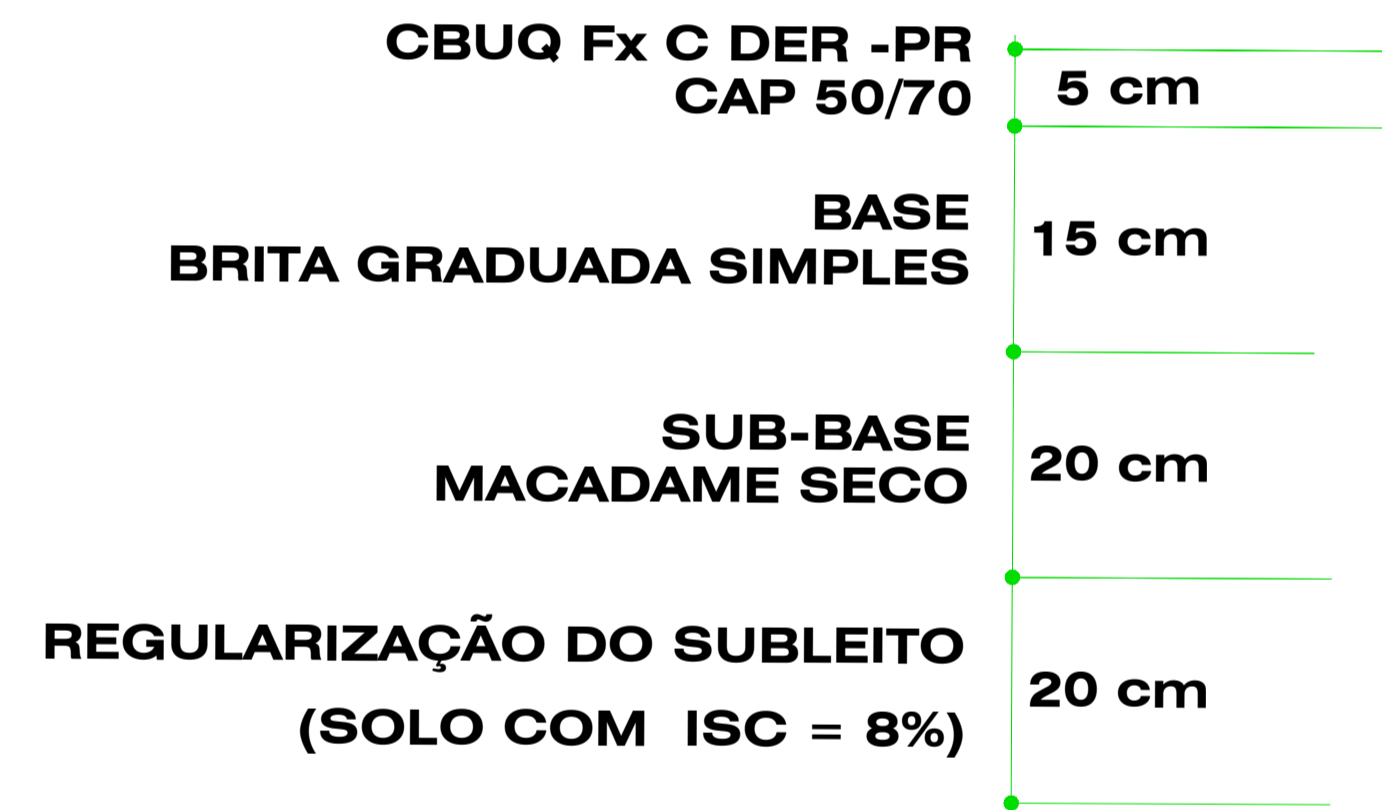 CBUQ Fx C DER -PR
CAP 50/70
5 cm
BASE
BRITA GRADUADA SIMPLES
15 cm
SUB-BASE
MACADAME SECO
20 cm
REGULARIZAÇÃO DO SUBLEITO
(SOLO COM ISC = 8%)
20 cm